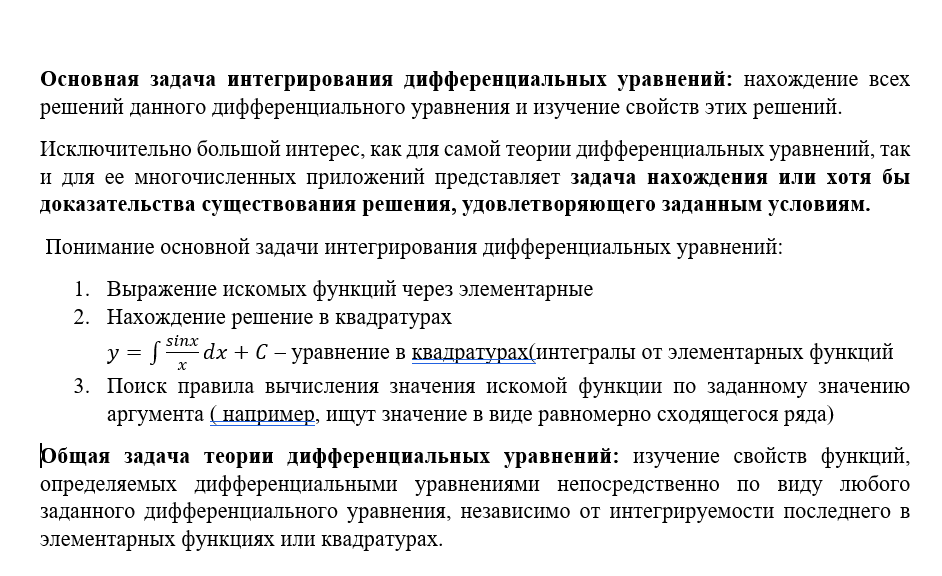 Основная задача интегрирования дифференциальных уравнений: нахождение всех
решений данного дифференциального уравнения и изучение свойств этих решений.
Исключительно большой интерес, как для самой теории дифференциальных уравнений, так
и для ее многочисленных приложений представляет задача нахождения или хотя бы
доказательства существования решения, удовлетворяющего заданным условиям.
Понимание основной задачи интегрирования дифференциальных уравнений:
1. Выражение искомых функций через элементарные
2. Нахождение решение в квадратурах
y = ∫ sinx/x dx + C – уравнение в квадратурах(интегралы от элементарных функций
3. Поиск правила вычисления значения искомой функции по заданному значению
аргумента ( например, ищут значение в виде равномерно сходящегося ряда)
Общая задача теории дифференциальных уравнений: изучение свойств функций,
определяемых дифференциальными уравнениями непосредственно по виду любого
заданного дифференциального уравнения, независимо от интегрируемости последнего в
элементарных функциях или квадратурах.